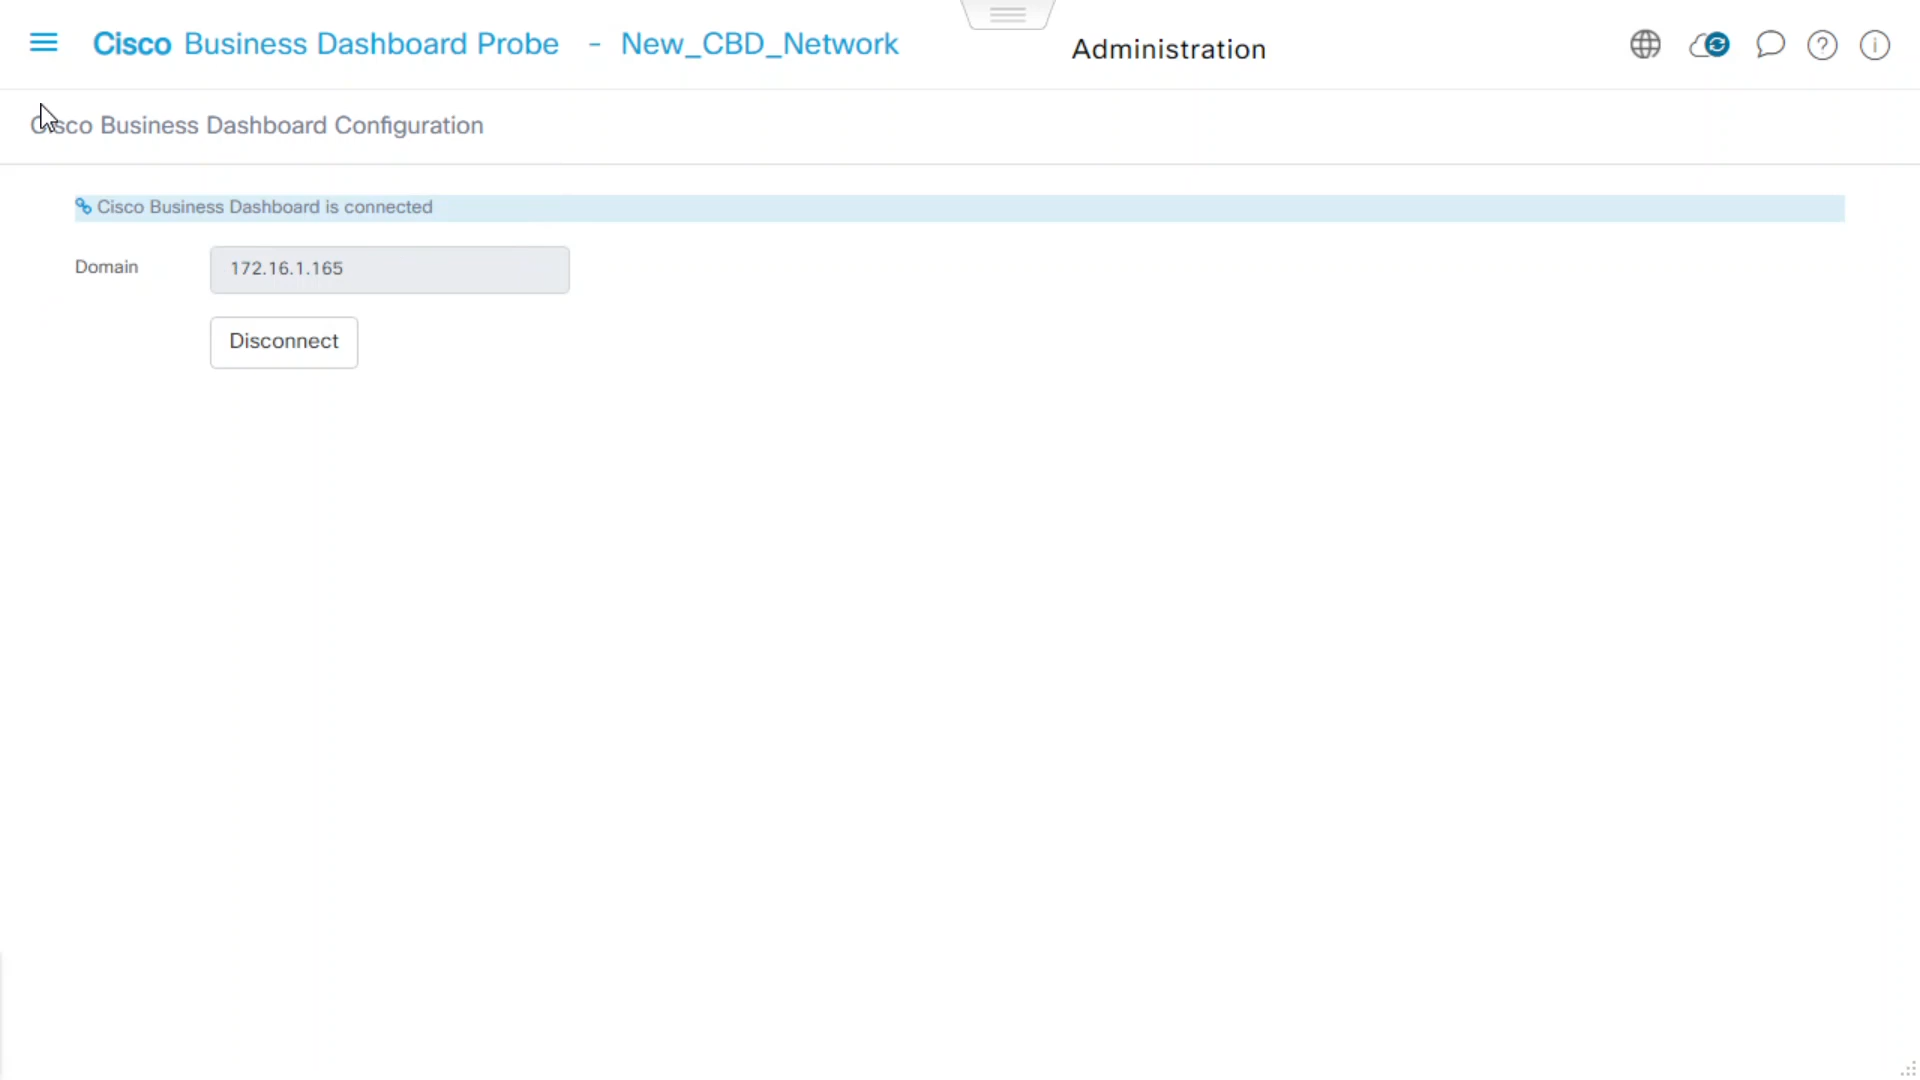 Cisco Business Dashboard Probe - New_CBD_Network
Administration
Cisco Business Dashboard Configuration
Cisco Business Dashboard is connected
Domain
172.16.1.165
Disconnect